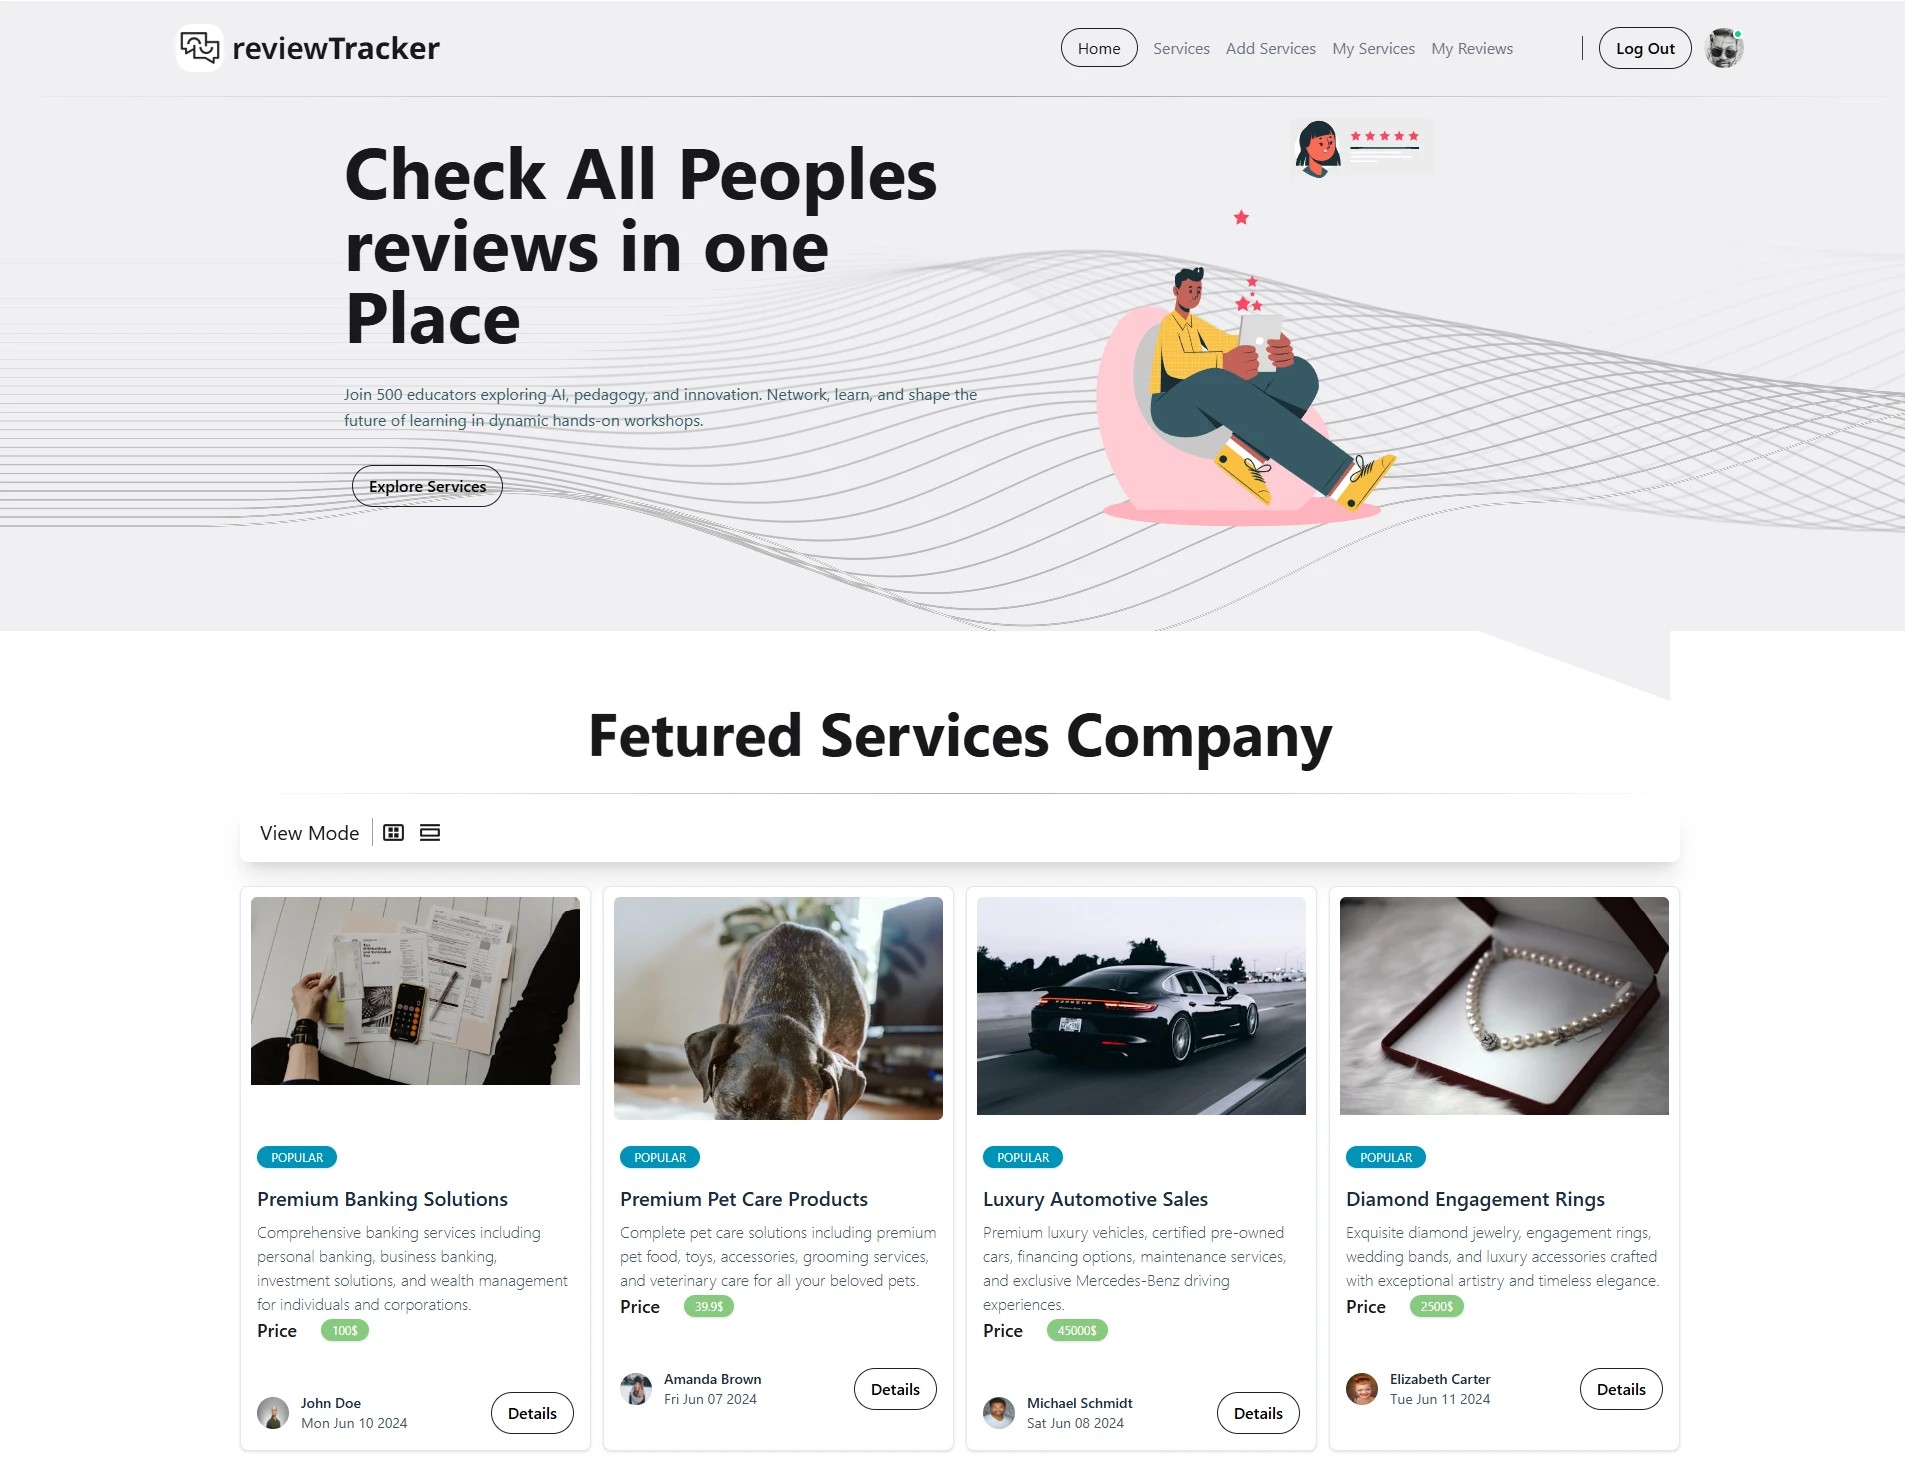 reviewTracker
Home Services Add Services My Services My Reviews Log Out
Check All Peoples
reviews in one
Place
Join 500 educators exploring AI, pedagogy, and innovation. Network, learn, and shape the
future of learning in dynamic hands-on workshops.
Explore Services
Fetured Services Company
View Mode
POPULAR
Premium Banking Solutions
Comprehensive banking services including
personal banking, business banking,
investment solutions, and wealth management
for individuals and corporations.
Price 100$
John Doe
Mon Jun 10 2024
Details
POPULAR
Premium Pet Care Products
Complete pet care solutions including premium
pet food, toys, accessories, grooming services,
and veterinary care for all your beloved pets.
Price 39.9$
Amanda Brown
Fri Jun 07 2024
Details
PORSCHE
POPULAR
Luxury Automotive Sales
Premium luxury vehicles, certified pre-owned
cars, financing options, maintenance services,
and exclusive Mercedes-Benz driving
experiences.
Price 45000$
Michael Schmidt
Sat Jun 08 2024
Details
POPULAR
Diamond Engagement Rings
Exquisite diamond jewelry, engagement rings,
wedding bands, and luxury accessories crafted
with exceptional artistry and timeless elegance.
Price 2500$
Elizabeth Carter
Tue Jun 11 2024
Details